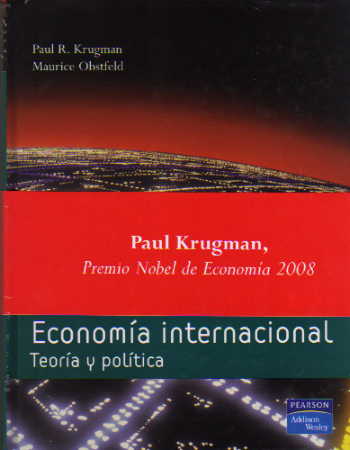 Paul R. Krugman
Maurice Obstfeld
Paul Krugman,
Premio Nobel de Economía 2008
Economía internacional
Teoría y política
PEARSON
Addison
Wesley